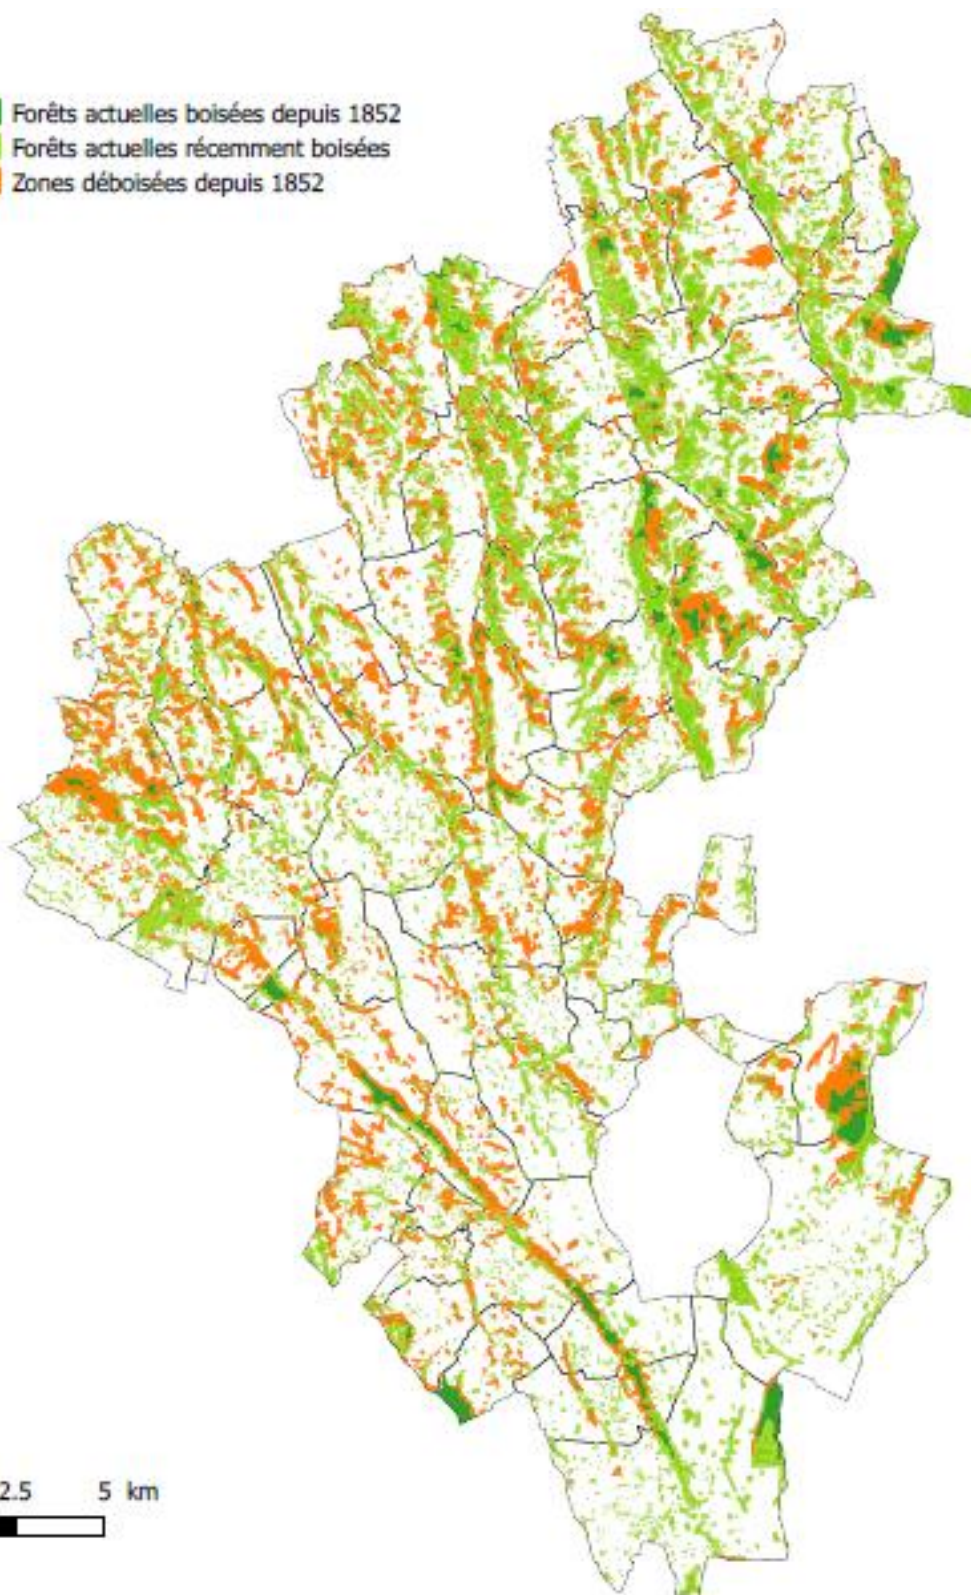 Forêts actuelles boisées depuis 1852
Forêts actuelles récemment boisées
Zones déboisées depuis 1852
2.5 5 km